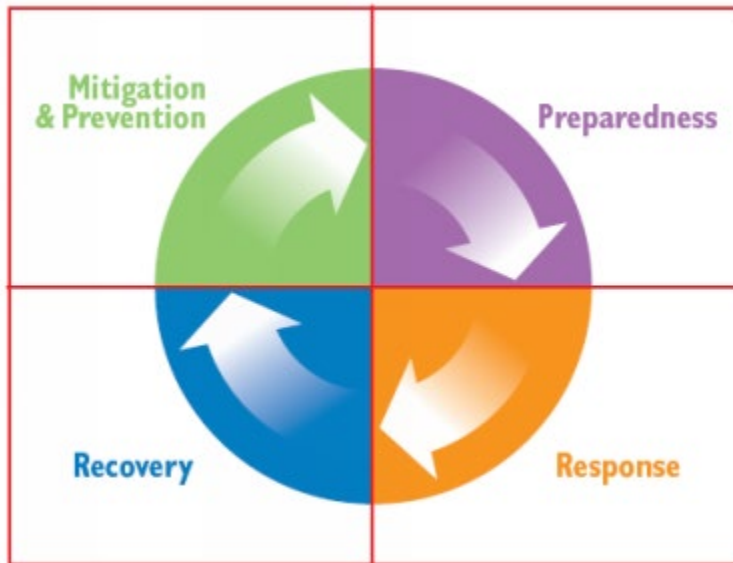 Mitigation
& Prevention
Preparedness
Recovery
Response